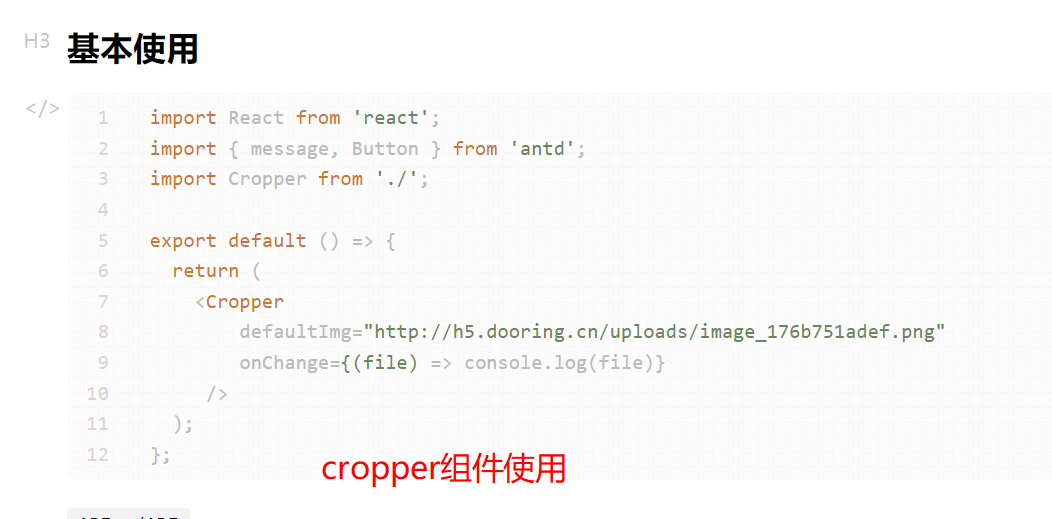 H3 基本使用
</>
1 import React from 'react';
2 import { message, Button } from 'antd';
3 import Cropper from './';
4
5 export default () => {
6 return (
7 <Cropper
8 defaultImg="http://h5.dooring.cn/uploads/image_176b751adef.png"
9 onChange={(file) => console.log(file)}
10 />
11 );
12 };
cropper组件使用